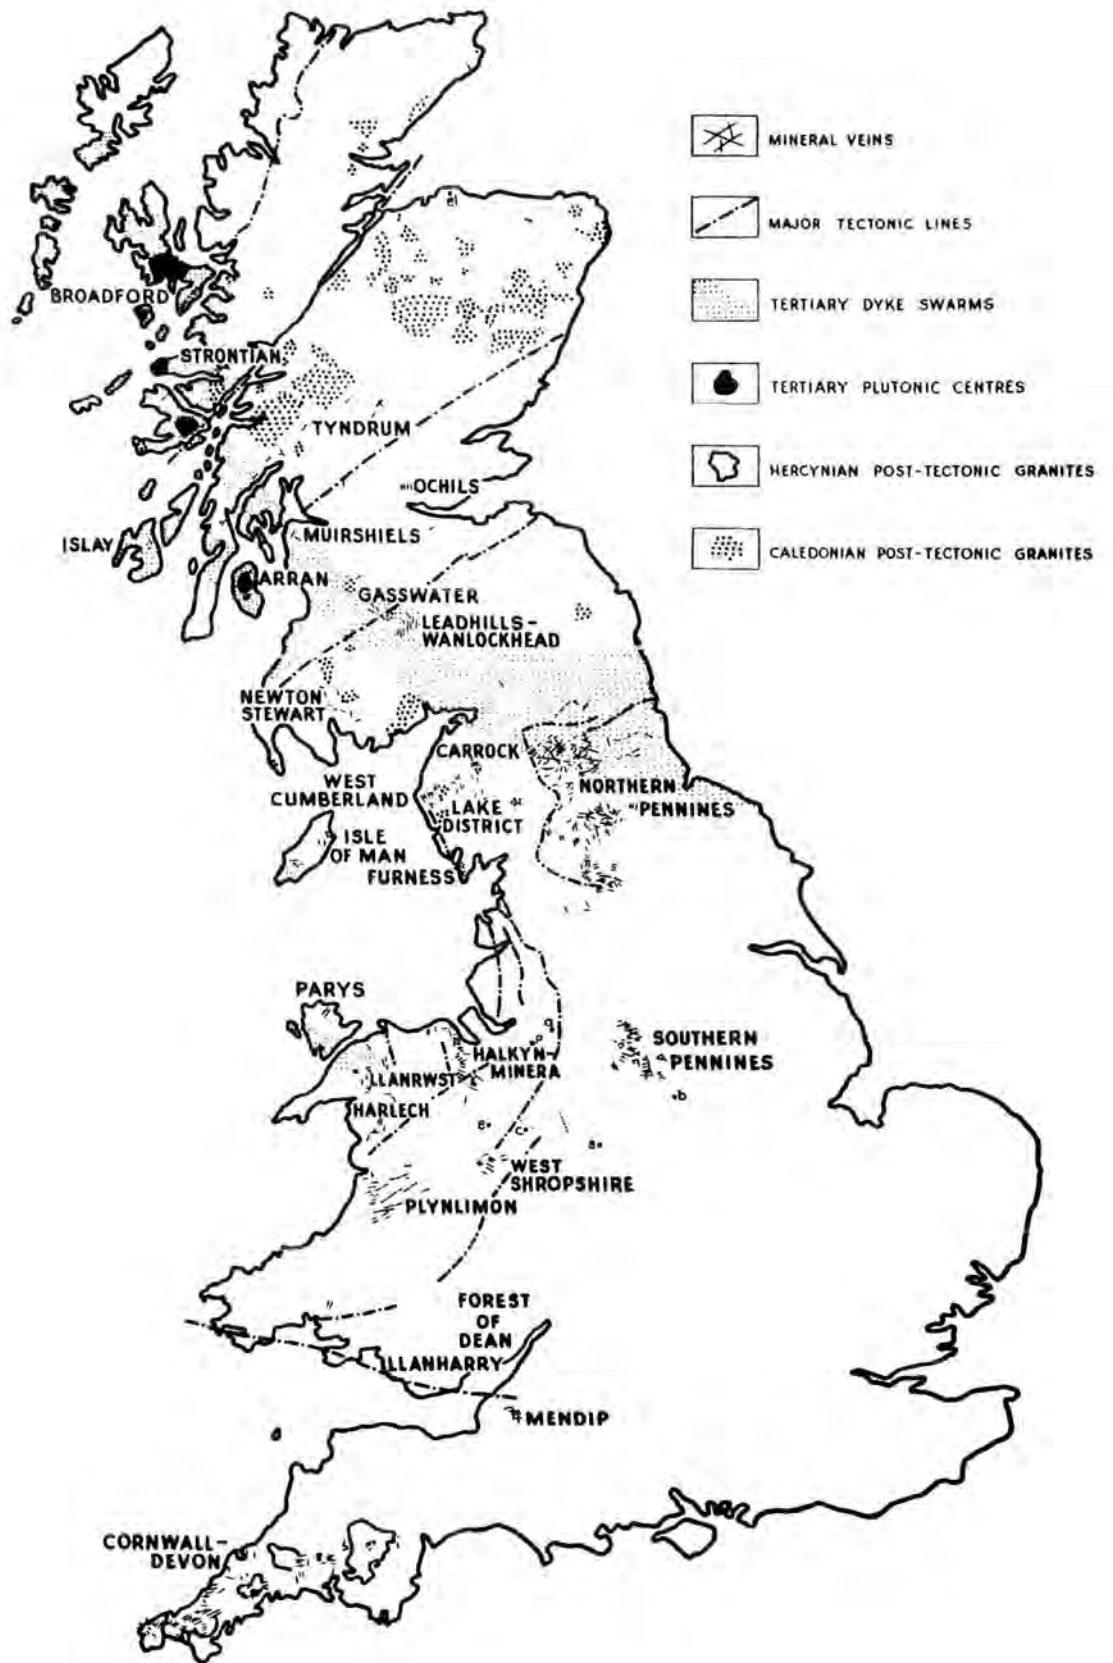 MINERAL VEINS
MAJOR TECTONIC LINES
TERTIARY DYKE SWARMS
TERTIARY PLUTONIC CENTRES
HERCYNIAN POST-TECTONIC GRANITES
CALEDONIAN POST-TECTONIC GRANITES
BROADFORD
STRONTIAN
TYNDRUM
OCHILS
ISLAY
MUIRSHIELS
ARRAN
GASSWATER
LEADHILLS-
WANLOCKHEAD
NEWTON
STEWART
CARROCK
WEST
CUMBERLAND
NORTHERN
PENNINES
LAKE
DISTRICT
ISLE
OF MAN
FURNESS
PARYS
HALKYN-
MINERA
SOUTHERN
PENNINES
LLANRWST
HARLECH
b
e
c
WEST
SHROPSHIRE
PLYNLIMON
FOREST
OF
DEAN
LLANHARRY
MENDIP
CORNWALL-
DEVON